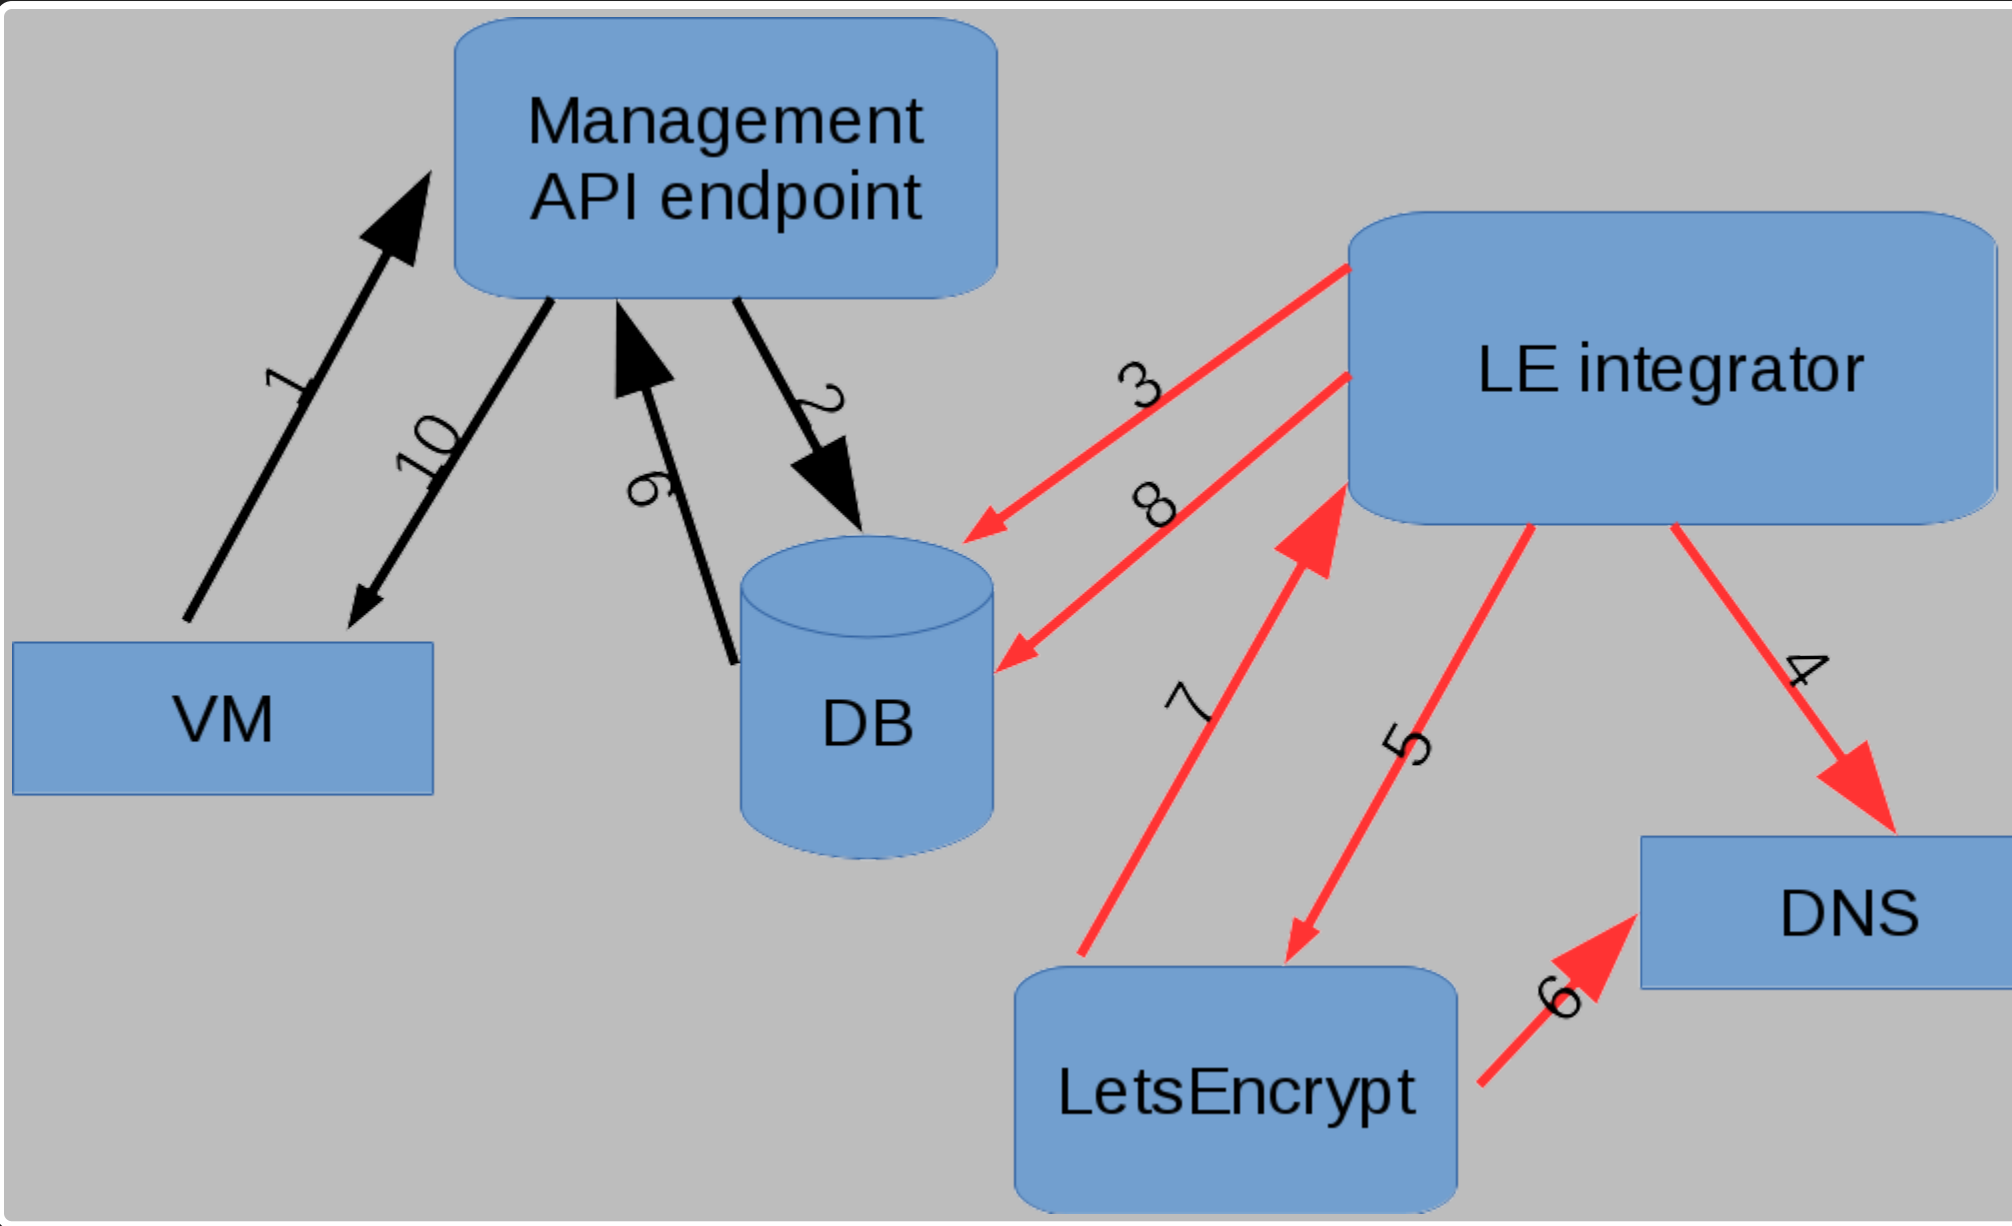 Management
API endpoint
LE integrator
1
10
9
2
3
8
7
5
4
6
VM
DB
DNS
LetsEncrypt